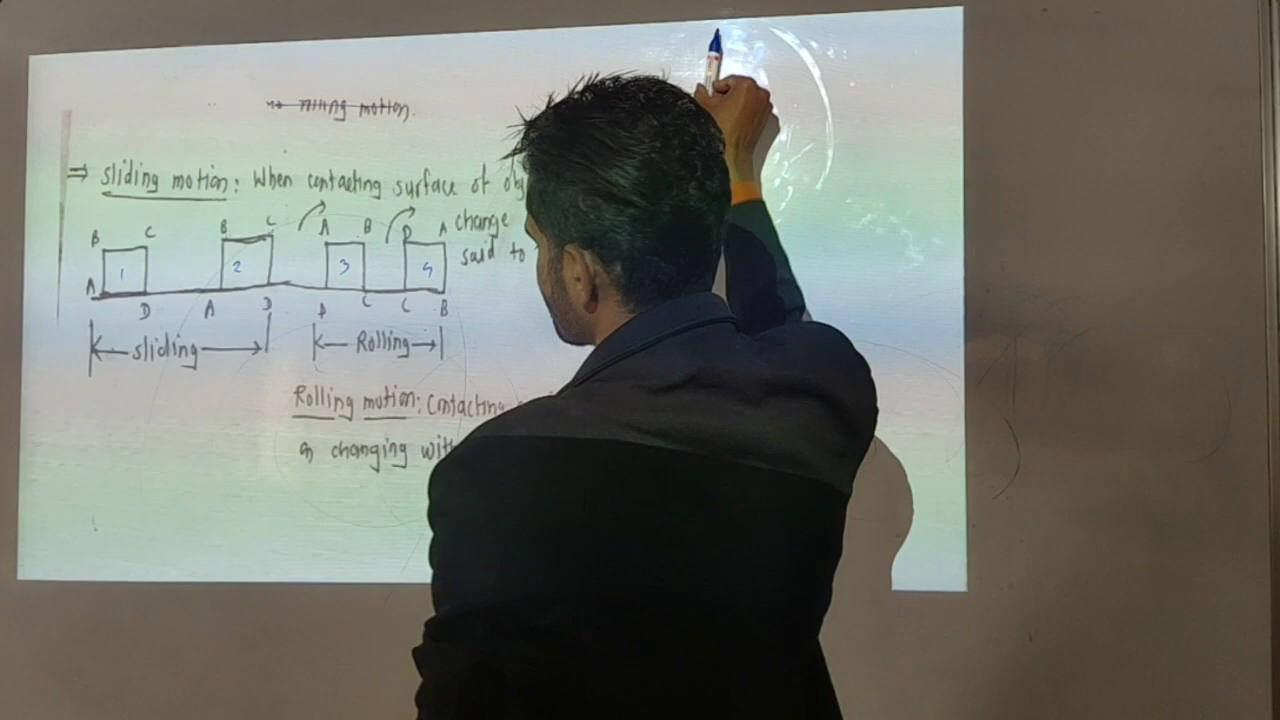 rolling motion.
⇒ sliding motion: When contacting surface of obj
change
said to
B C B C A B D A
1 2 3 4
A D A D D C C B
sliding Rolling
Rolling motion: contacting
changing with